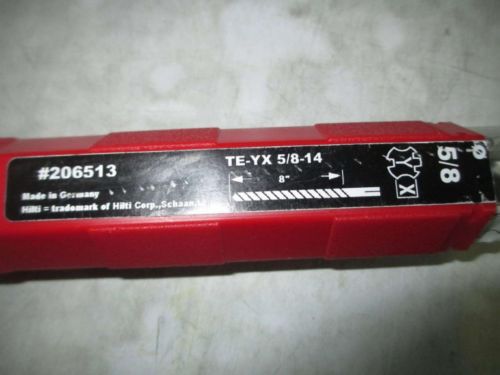 #206513
Made in Germany
Hilti = trademark of Hilti Corp.,Schaan,
TE-YX 5/8-14
8"
Y
X
Ø 5/8